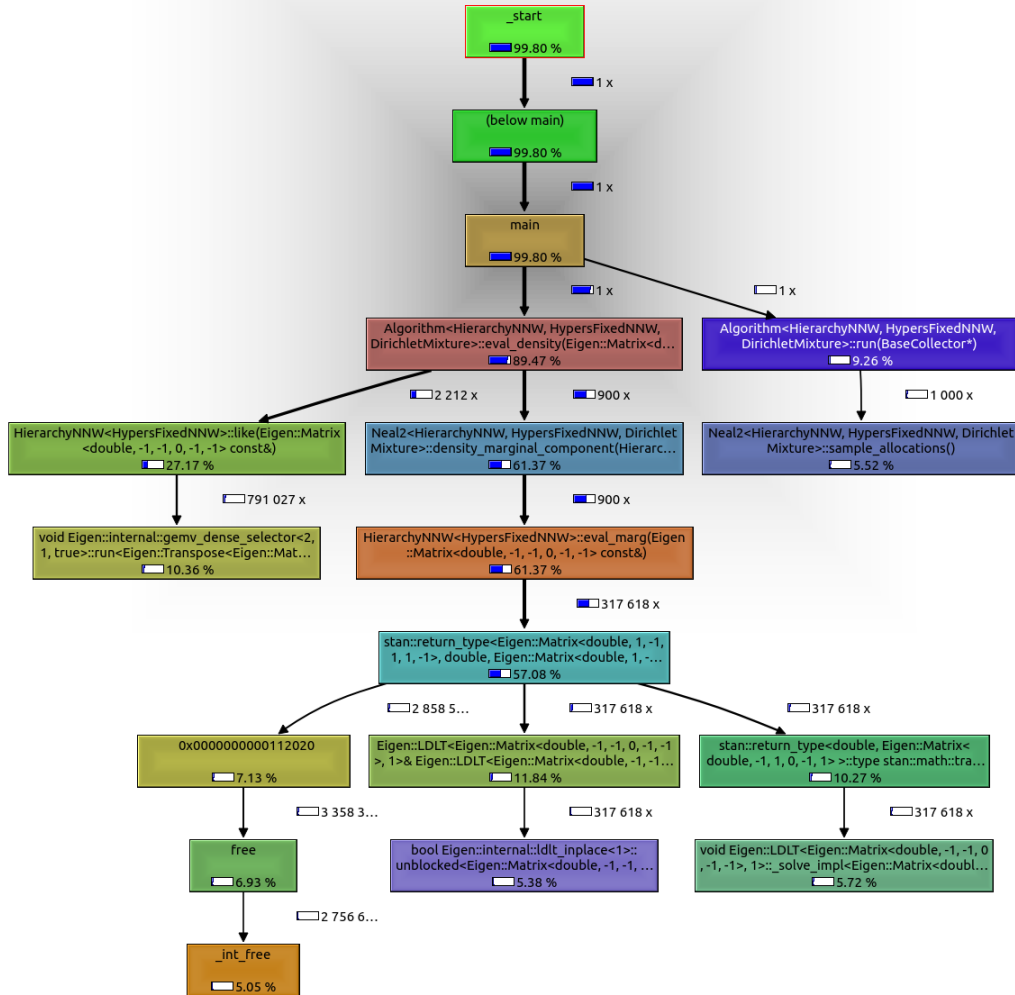 _start
99.80 %
1 x
(below main)
99.80 %
1 x
main
99.80 %
1 x
1 x
Algorithm<HierarchyNNW, HypersFixedNNW,
DirichletMixture>::eval_density(Eigen::Matrix<d...
89.47 %
Algorithm<HierarchyNNW, HypersFixedNNW,
DirichletMixture>::run(BaseCollector*)
9.26 %
2 212 x
900 x
1 000 x
HierarchyNNW<HypersFixedNNW>::like(Eigen::Matrix
<double, -1, -1, 0, -1, -1> const&)
27.17 %
Neal2<HierarchyNNW, HypersFixedNNW, Dirichlet
Mixture>::density_marginal_component(Hierarc...
61.37 %
Neal2<HierarchyNNW, HypersFixedNNW, Dirichlet
Mixture>::sample_allocations()
5.52 %
791 027 x
900 x
void Eigen::internal::gemv_dense_selector<2,
1, true>::run<Eigen::Transpose<Eigen::Mat...
10.36 %
HierarchyNNW<HypersFixedNNW>::eval_marg(Eigen
::Matrix<double, -1, -1, 0, -1, -1> const&)
61.37 %
317 618 x
stan::return_type<Eigen::Matrix<double, 1, -1,
1, 1, -1>, double, Eigen::Matrix<double, 1, -...
57.08 %
2 858 5...
317 618 x
317 618 x
0x0000000000112020
7.13 %
Eigen::LDLT<Eigen::Matrix<double, -1, -1, 0, -1, -1
>, 1>& Eigen::LDLT<Eigen::Matrix<double, -1, -1...
11.84 %
stan::return_type<double, Eigen::Matrix<
double, -1, 1, 0, -1, 1> >::type stan::math::tra...
10.27 %
3 358 3...
317 618 x
317 618 x
free
6.93 %
bool Eigen::internal::ldlt_inplace<1>::
unblocked<Eigen::Matrix<double, -1, -1, ...
5.38 %
void Eigen::LDLT<Eigen::Matrix<double, -1, -1, 0
, -1, -1>, 1>::_solve_impl<Eigen::Matrix<doubl...
5.72 %
2 756 6...
_int_free
5.05 %